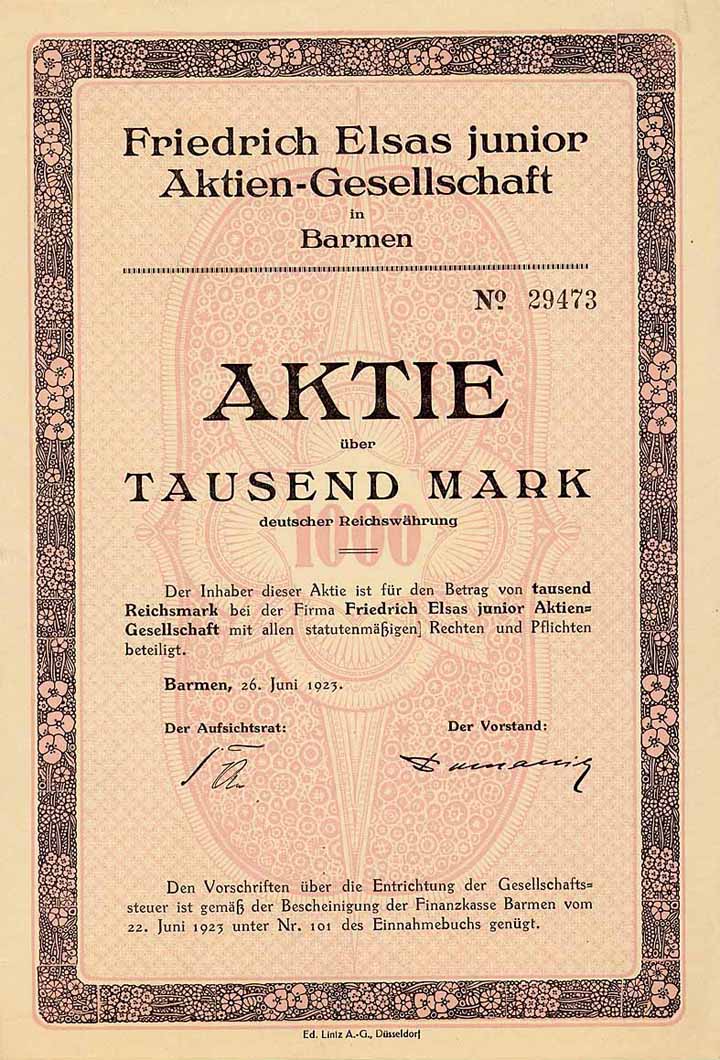 Friedrich Elsas junior
Aktien-Gesellschaft
in
Barmen
No 29473
AKTIE
über
TAUSEND MARK
deutscher Reichswährung
1000
Der Inhaber dieser Aktie ist für den Betrag von tausend
Reichsmark bei der Firma Friedrich Elsas junior Aktien=
Gesellschaft mit allen statutenmäßigen] Rechten und Pflichten
beteiligt.
Barmen, 26. Juni 1923.
Der Aufsichtsrat: Der Vorstand:
Den Vorschriften über die Entrichtung der Gesellschafts=
steuer ist gemäß der Bescheinigung der Finanzkasse Barmen vom
22. Juni 1923 unter Nr. 101 des Einnahmebuchs genügt.
Ed. Lintz A.-G., Düsseldorf